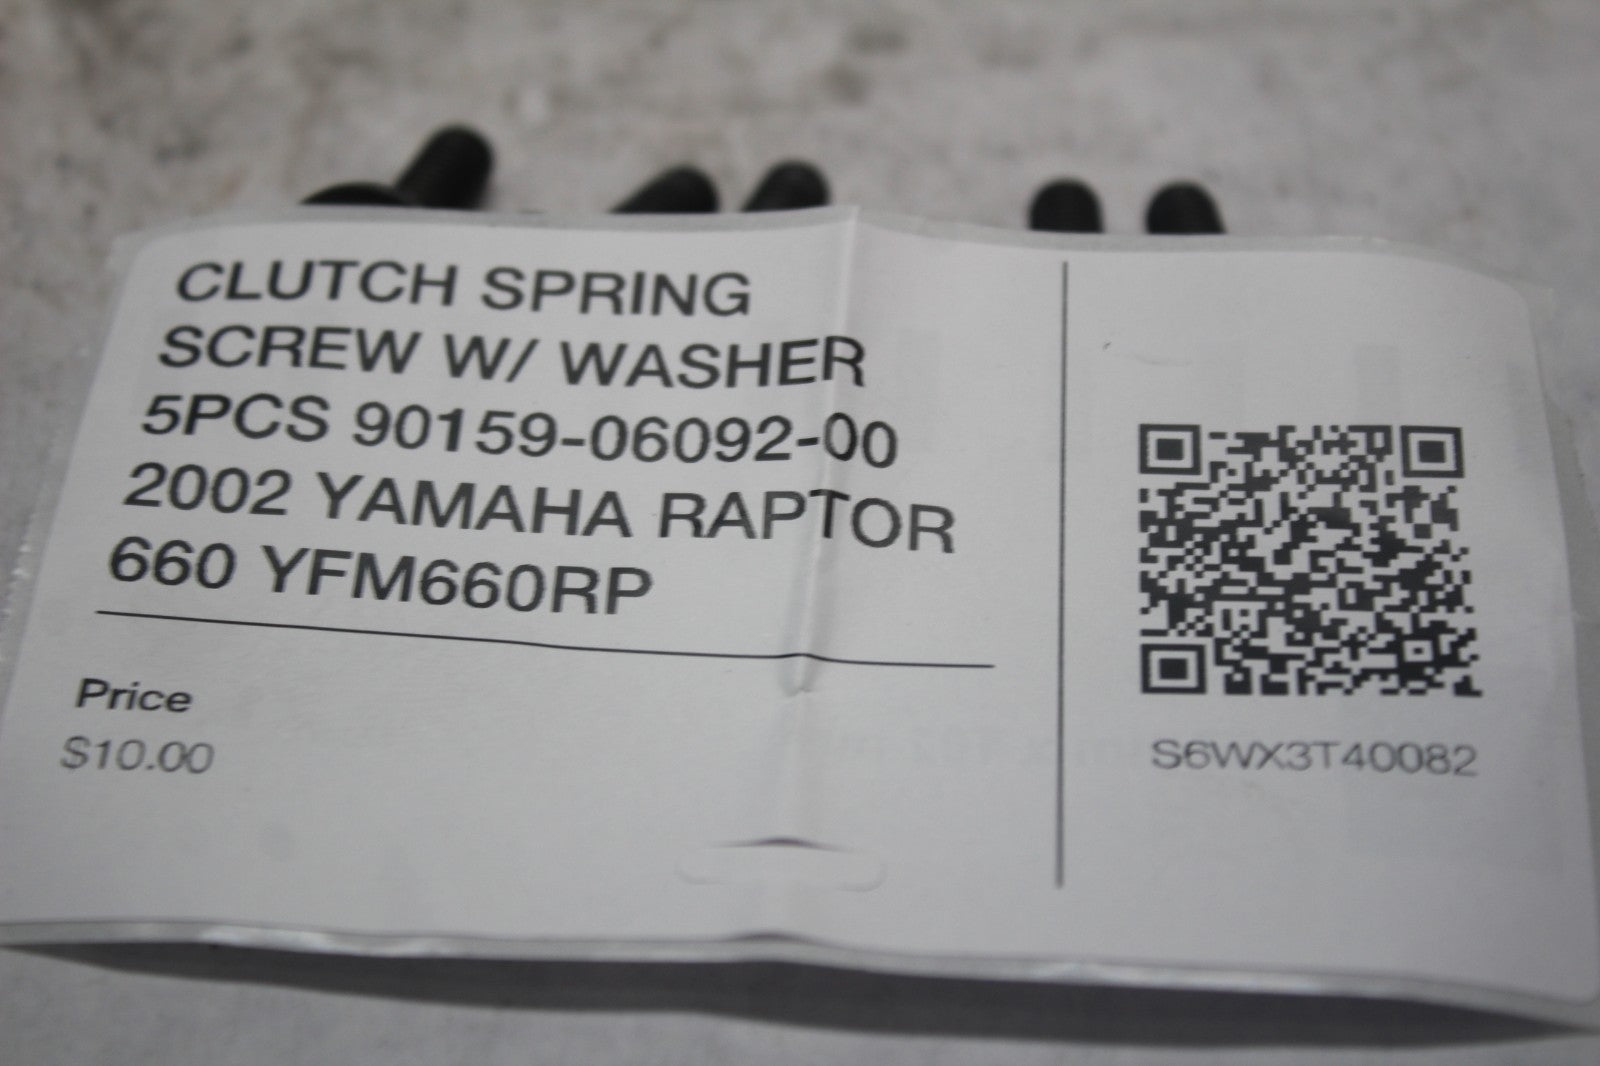 CLUTCH SPRING
SCREW W/ WASHER
5PCS 90159-06092-00
2002 YAMAHA RAPTOR
660 YFM660RP
Price
$10.00
S6WX3T40082